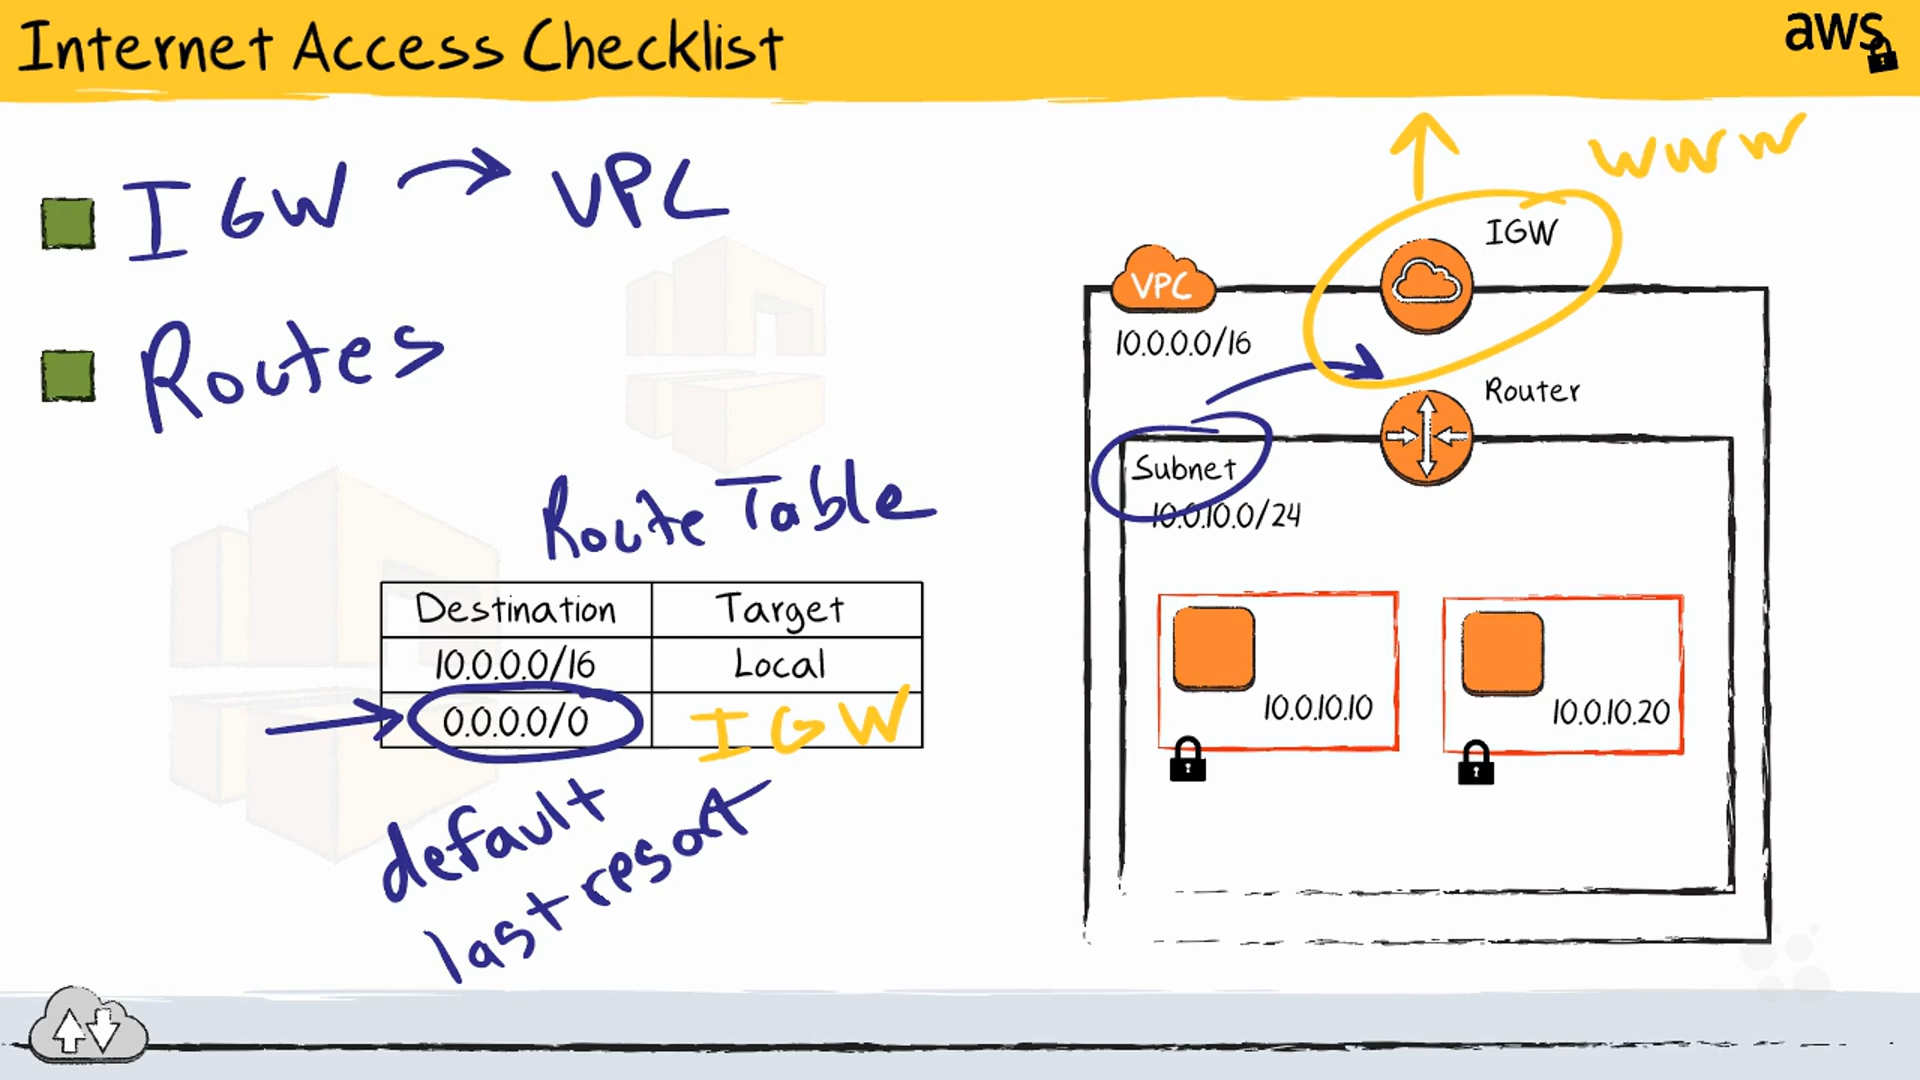 Internet Access Checklist
aws
IGW → VPC
Routes
Route Table
Destination Target
10.0.0.0/16 Local
0.0.0.0/0 IGW
default
last resort
www
IGW
VPC
10.0.0.0/16
Router
Subnet
10.0.10.0/24
10.0.10.10
10.0.10.20